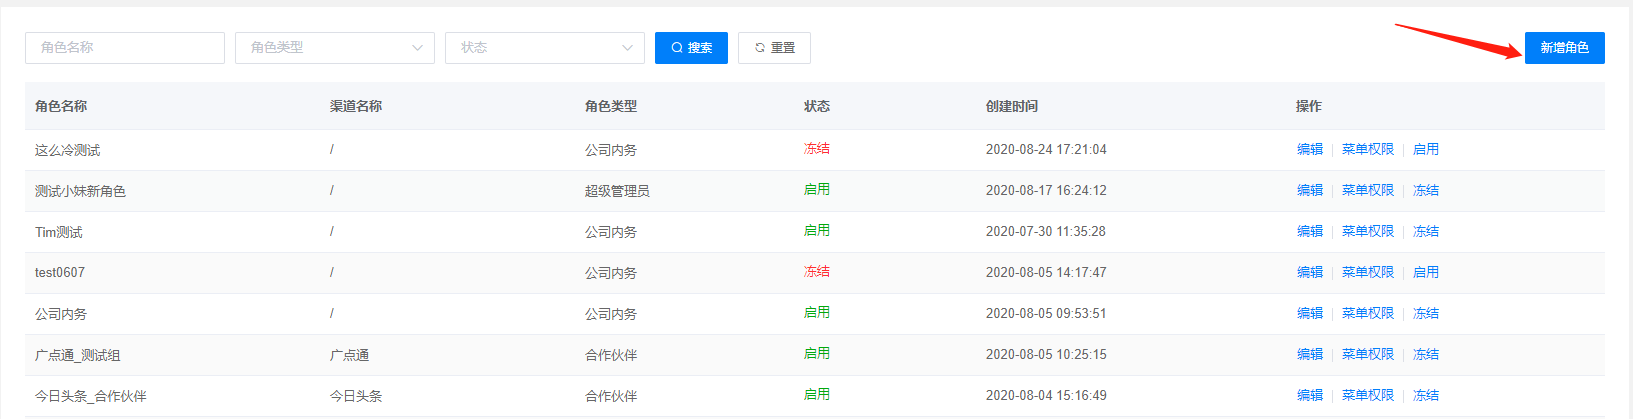 角色名称 角色类型 状态 搜索 重置 新增角色
角色名称 渠道名称 角色类型 状态 创建时间 操作
这么冷测试 / 公司内务 冻结 2020-08-24 17:21:04 编辑 菜单权限 启用
测试小妹新角色 / 超级管理员 启用 2020-08-17 16:24:12 编辑 菜单权限 冻结
Tim测试 / 公司内务 启用 2020-07-30 11:35:28 编辑 菜单权限 冻结
test0607 / 公司内务 冻结 2020-08-05 14:17:47 编辑 菜单权限 启用
公司内务 / 公司内务 启用 2020-08-05 09:53:51 编辑 菜单权限 冻结
广点通_测试组 广点通 合作伙伴 启用 2020-08-05 10:25:15 编辑 菜单权限 冻结
今日头条_合作伙伴 今日头条 合作伙伴 启用 2020-08-04 15:16:49 编辑 菜单权限 冻结